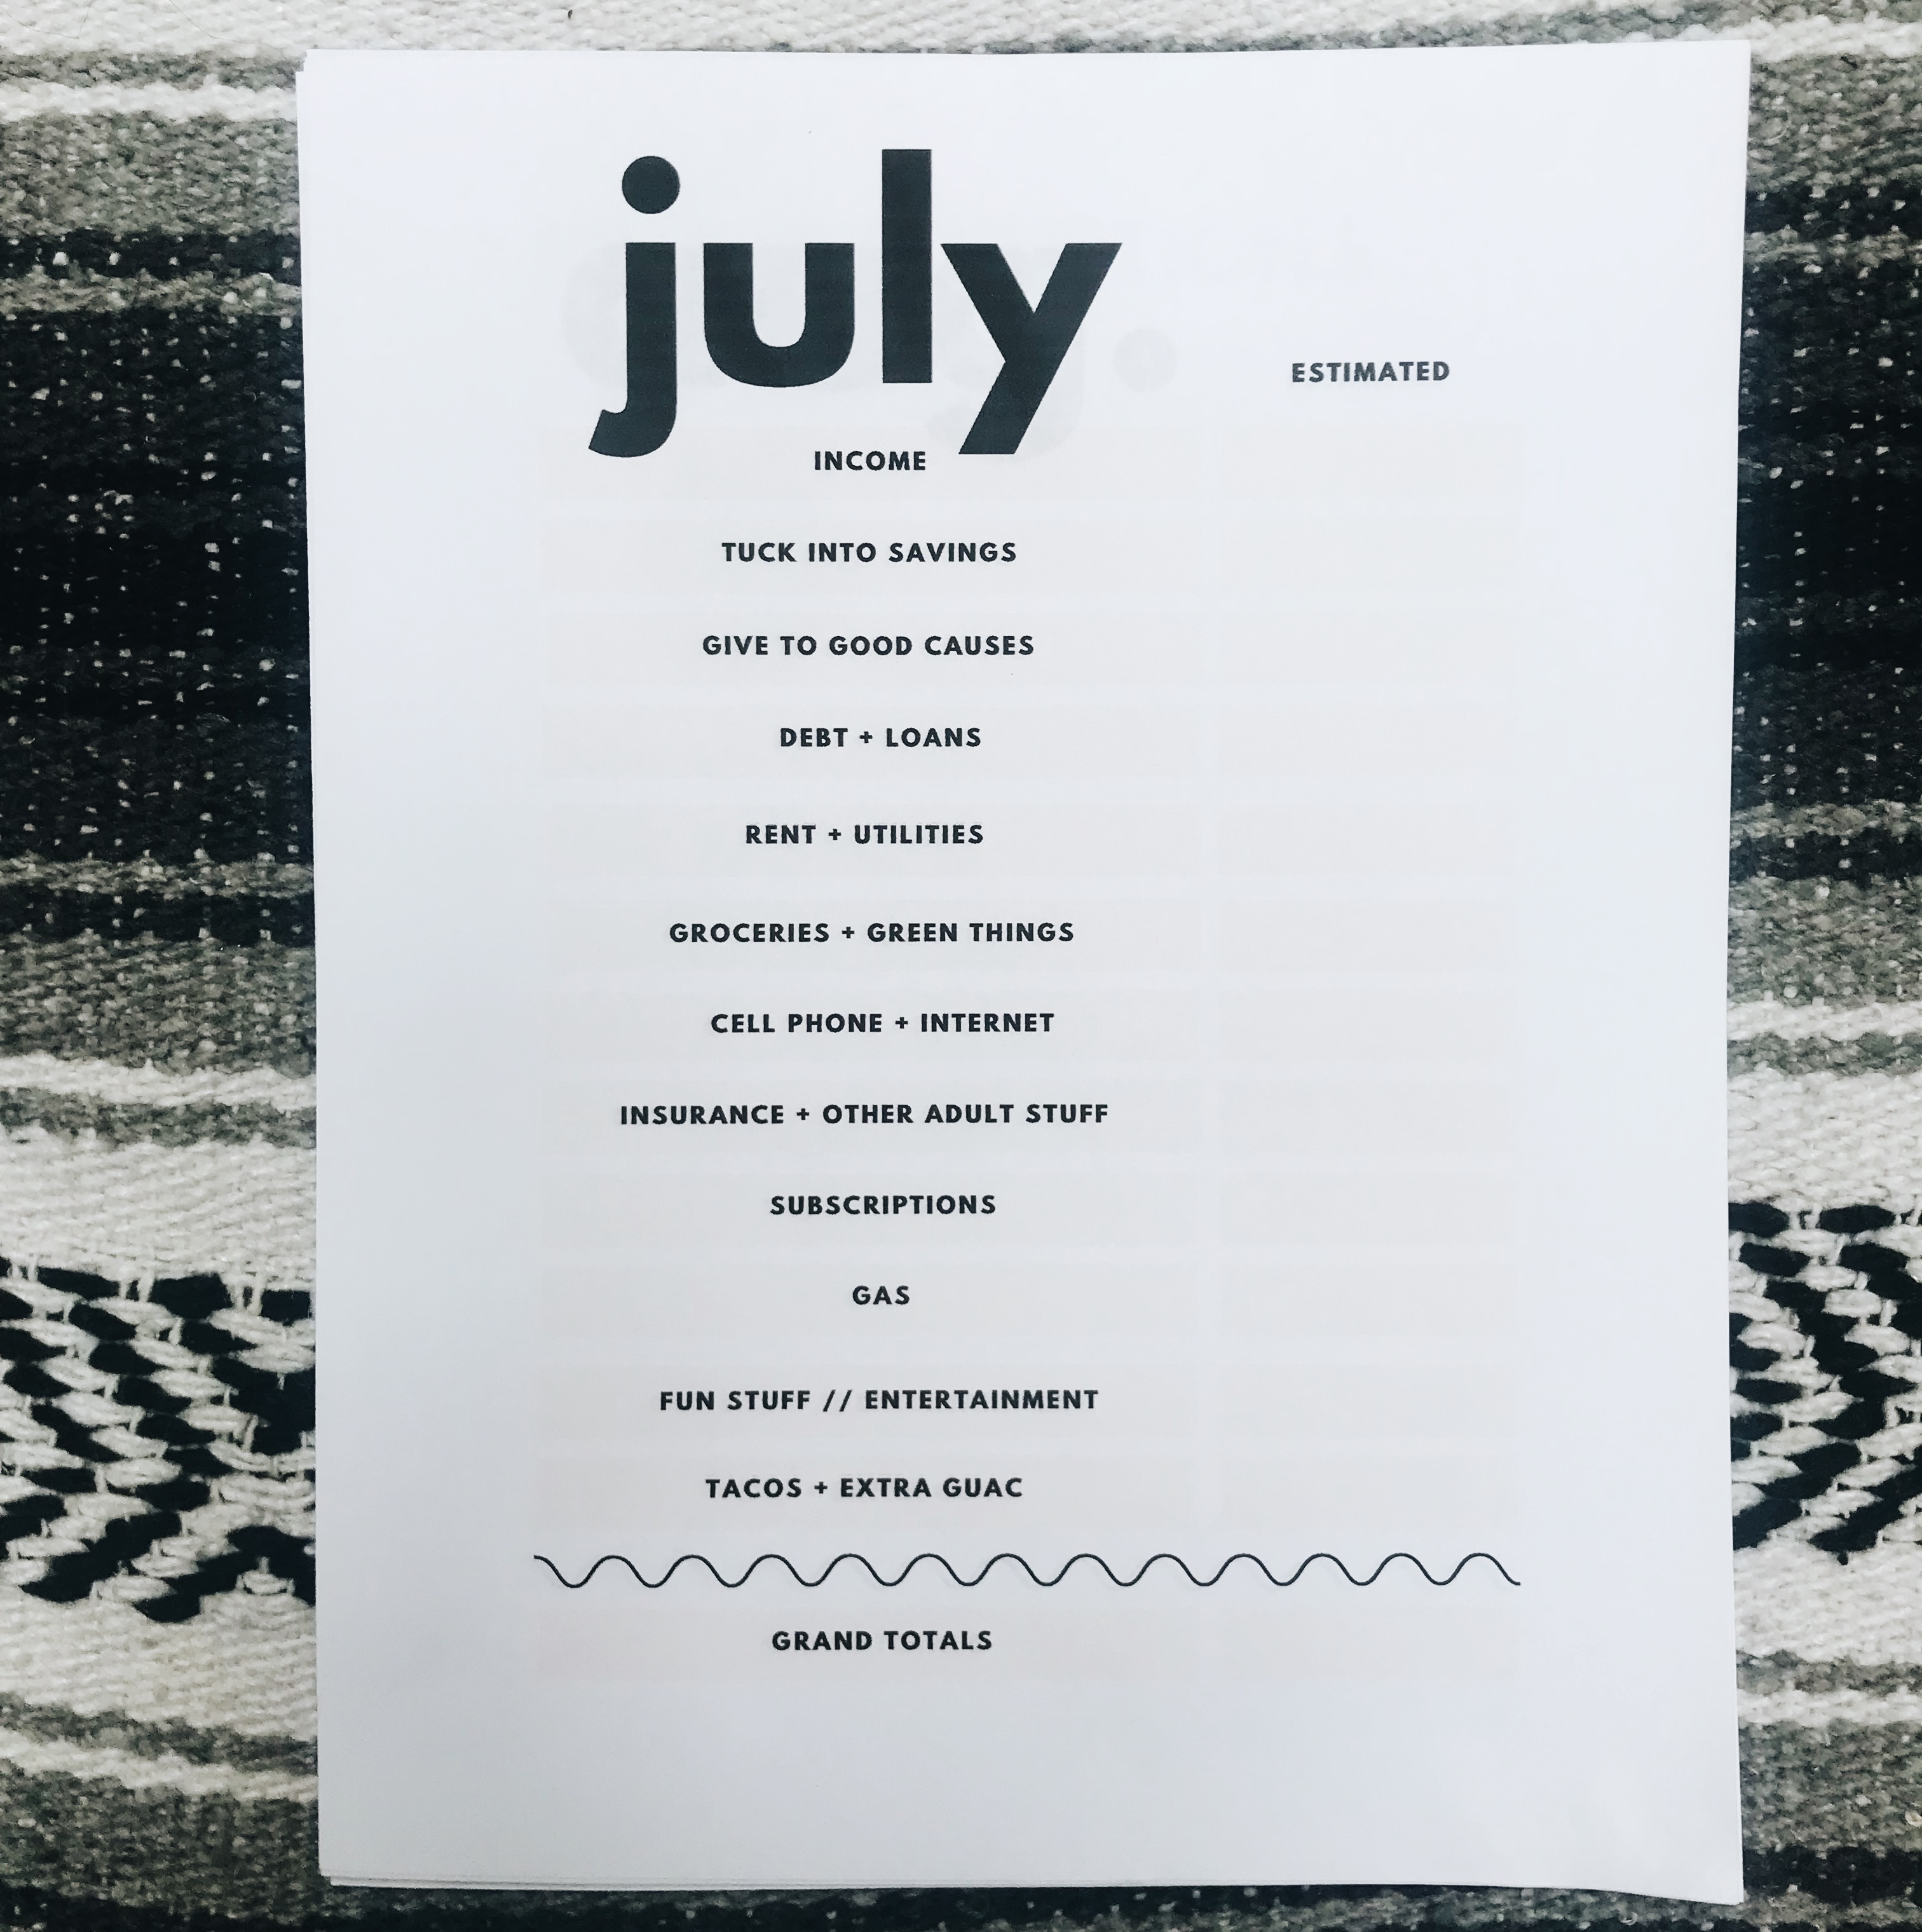 july
ESTIMATED
INCOME
TUCK INTO SAVINGS
GIVE TO GOOD CAUSES
DEBT + LOANS
RENT + UTILITIES
GROCERIES + GREEN THINGS
CELL PHONE + INTERNET
INSURANCE + OTHER ADULT STUFF
SUBSCRIPTIONS
GAS
FUN STUFF // ENTERTAINMENT
TACOS + EXTRA GUAC
GRAND TOTALS